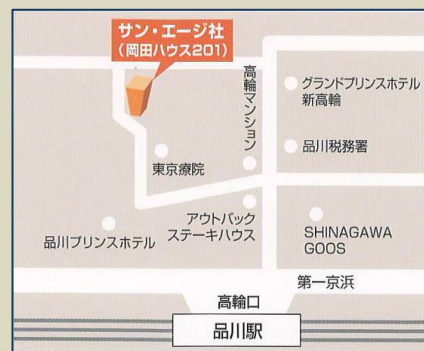 サン・エージ社
(岡田ハウス201)
高輪マンション
グランドプリンスホテル
新高輪
品川税務署
東京療院
アウトバック
ステーキハウス
品川プリンスホテル
SHINAGAWA
GOOS
第一京浜
高輪口
品川駅